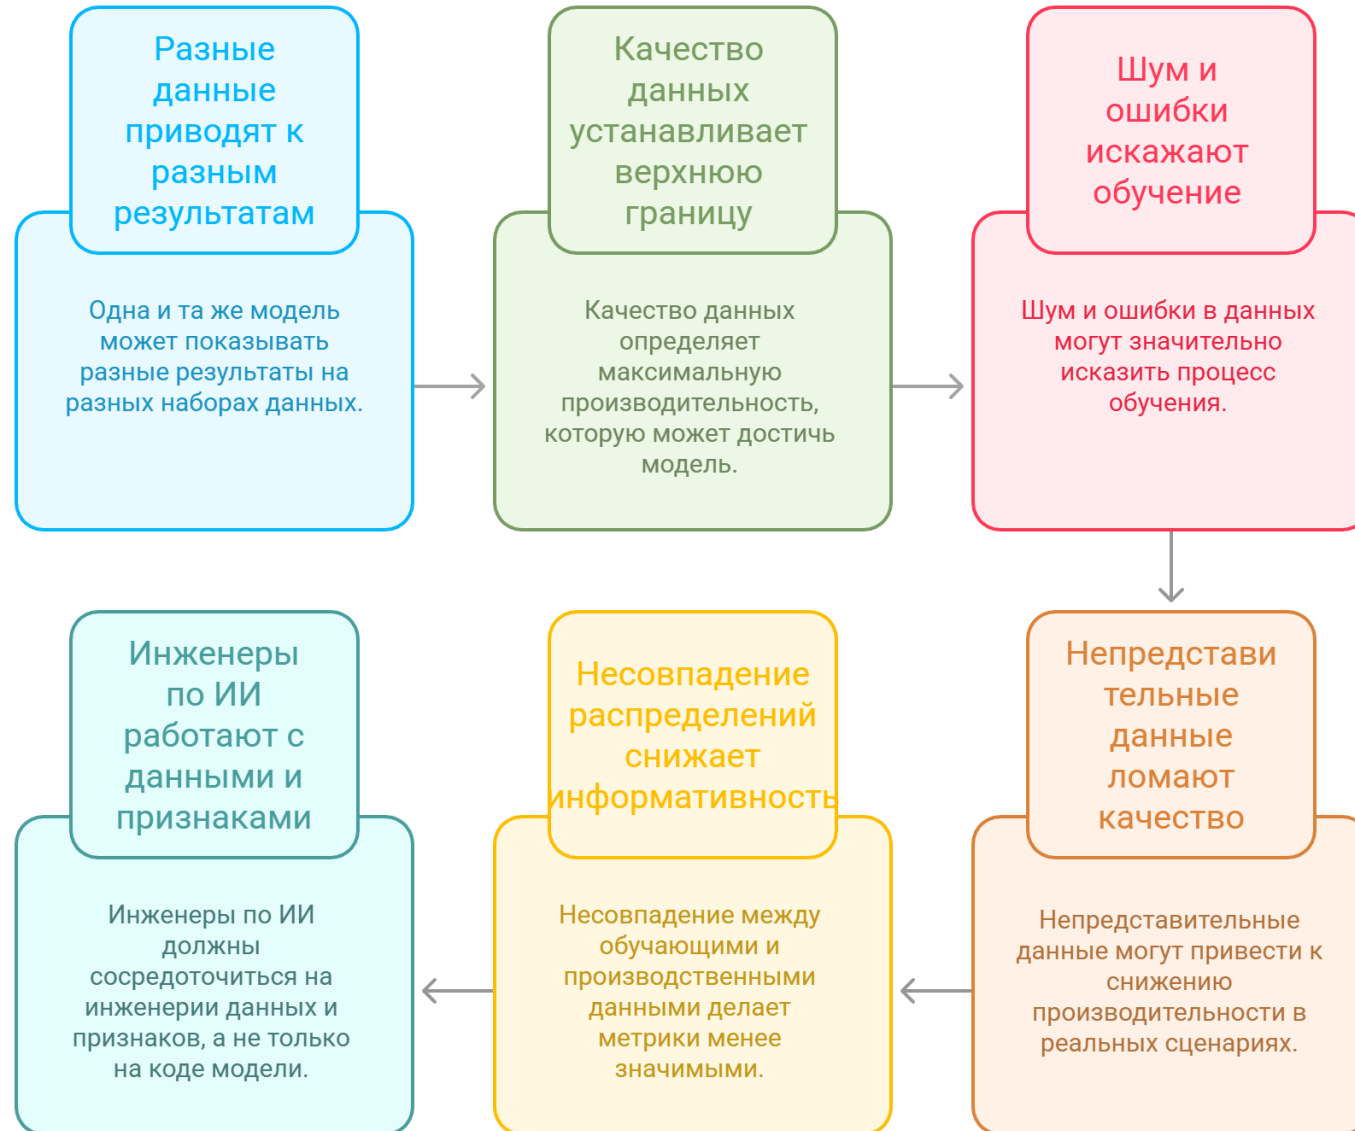 Разные
данные
приводят к
разным
результатам
Одна и та же модель
может показывать
разные результаты на
разных наборах данных.
Качество
данных
устанавливает
верхнюю
границу
Качество данных
определяет
максимальную
производительность,
которую может достичь
модель.
Шум и
ошибки
искажают
обучение
Шум и ошибки в данных
могут значительно
исказить процесс
обучения.
Непредстави
тельные
данные
ломают
качество
Непредставительные
данные могут привести к
снижению
производительности в
реальных сценариях.
Несовпадение
распределений
снижает
информативность
Несовпадение между
обучающими и
производственными
данными делает
метрики менее
значимыми.
Инженеры
по ИИ
работают с
данными и
признаками
Инженеры по ИИ
должны
сосредоточиться на
инженерии данных и
признаков, а не только
на коде модели.